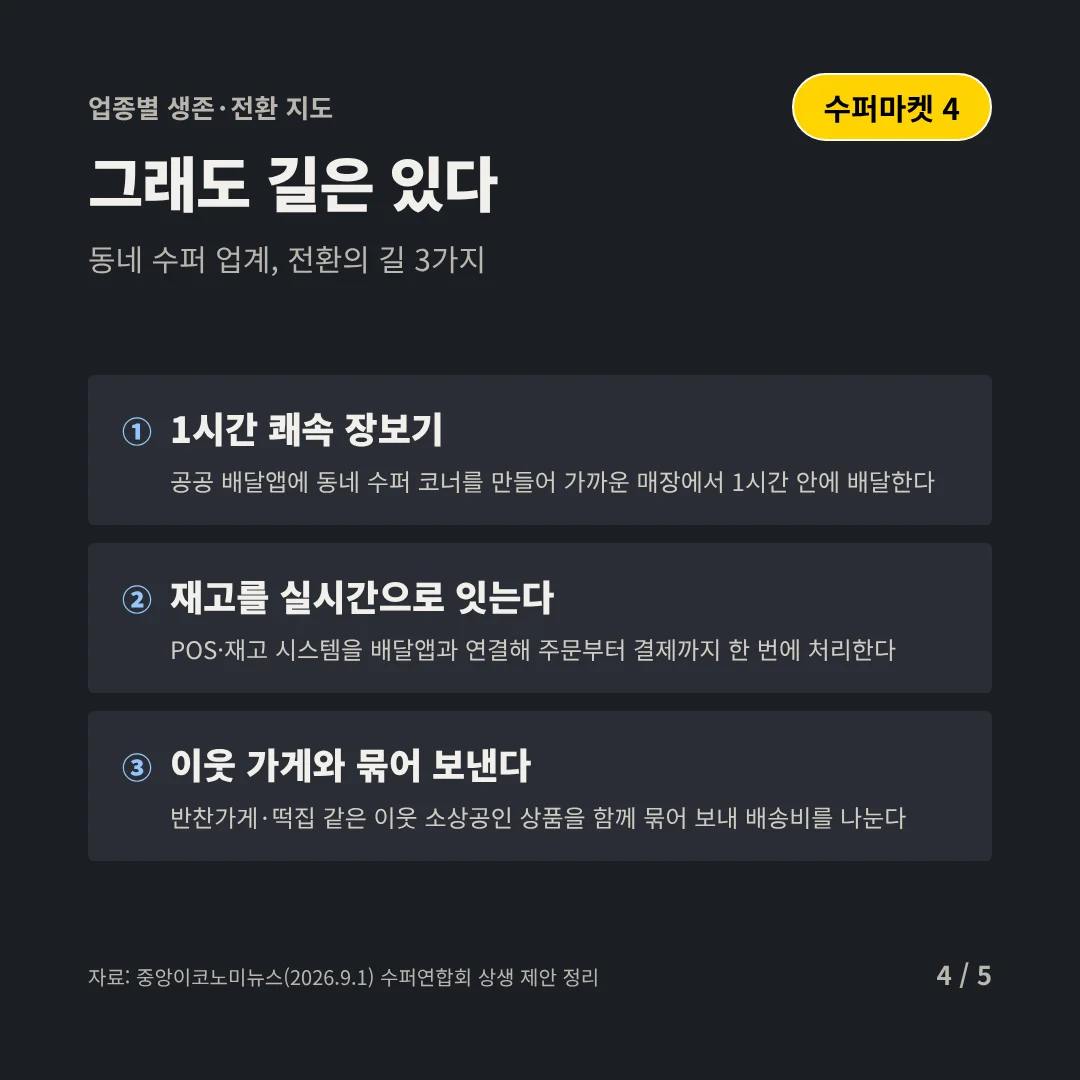 업종별 생존·전환 지도
수퍼마켓 4
그래도 길은 있다
동네 수퍼 업계, 전환의 길 3가지
① 1시간 쾌속 장보기
공공 배달앱에 동네 수퍼 코너를 만들어 가까운 매장에서 1시간 안에 배달한다
② 재고를 실시간으로 잇는다
POS·재고 시스템을 배달앱과 연결해 주문부터 결제까지 한 번에 처리한다
③ 이웃 가게와 묶어 보낸다
반찬가게·떡집 같은 이웃 소상공인 상품을 함께 묶어 보내 배송비를 나눈다
자료: 중앙이코노미뉴스(2026.9.1) 수퍼연합회 상생 제안 정리
4 / 5